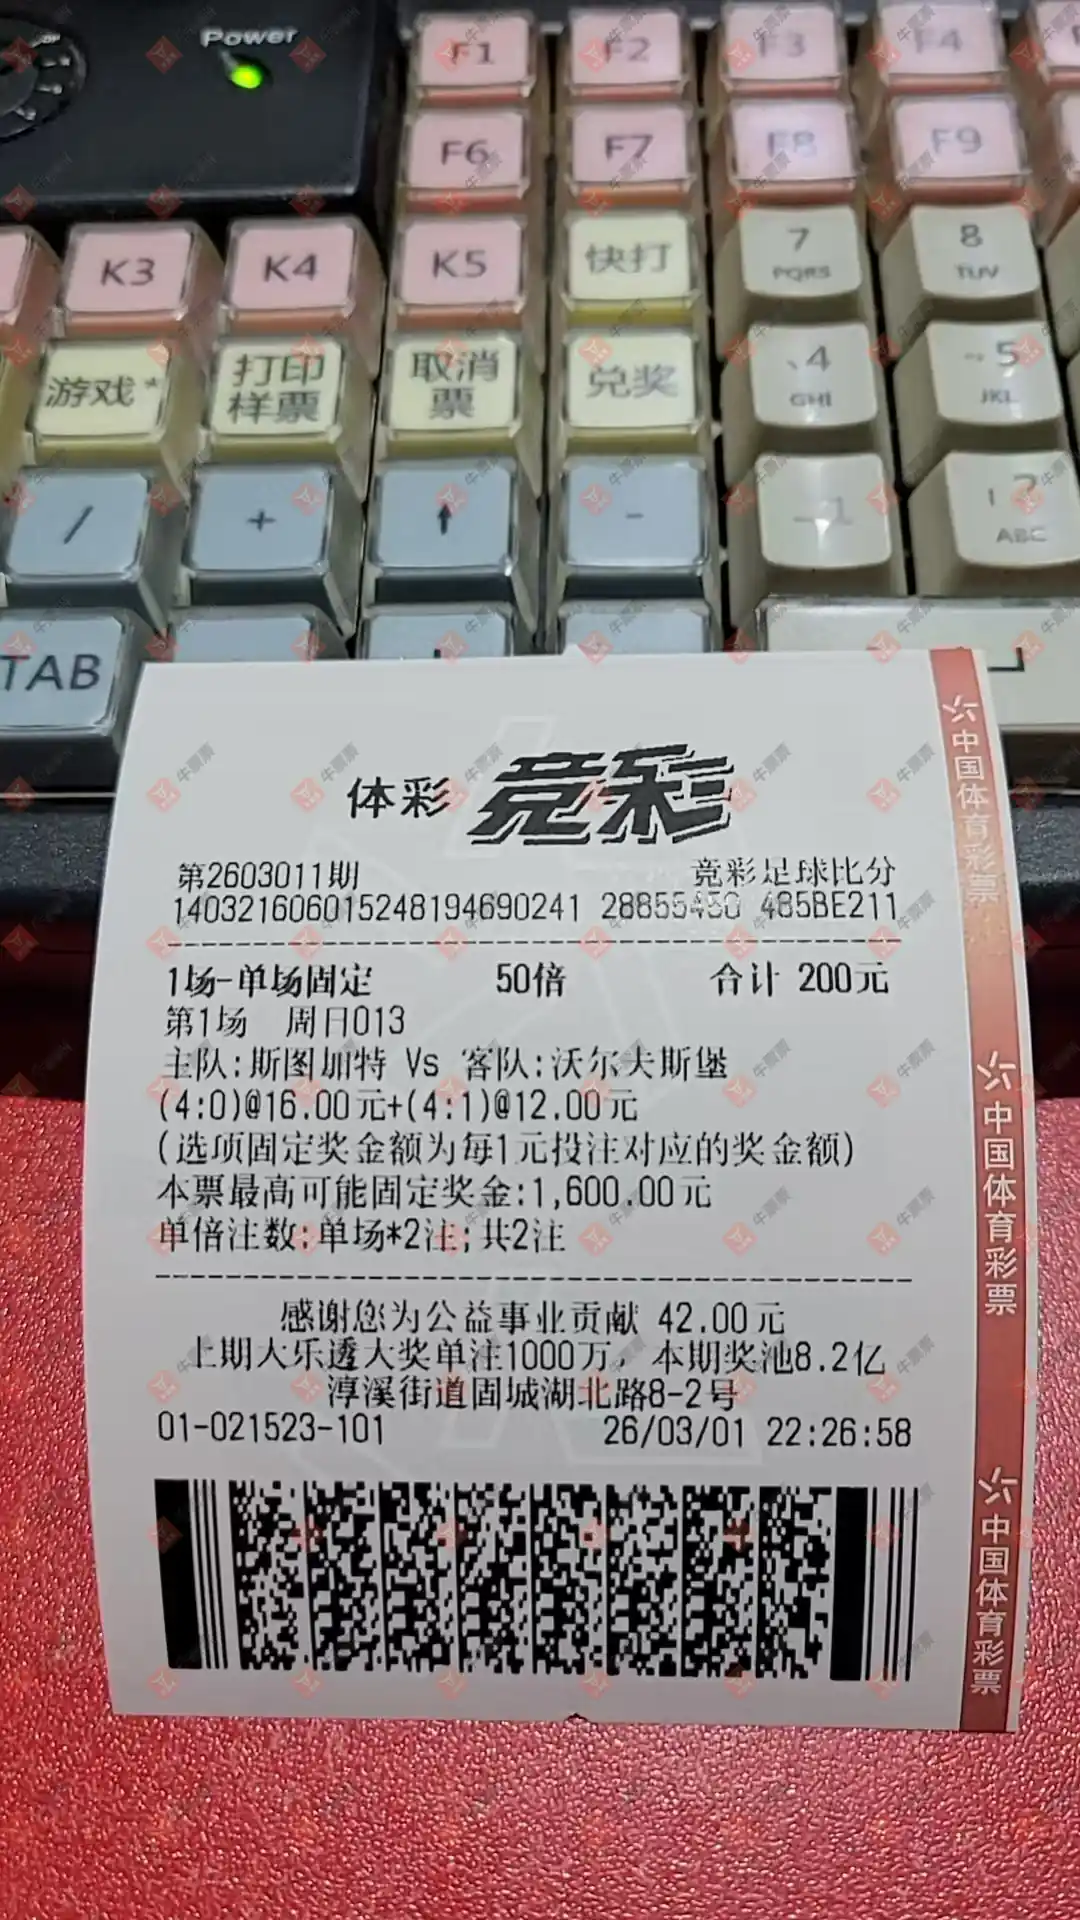 Power
F1 F2 F3 F4
F6 F7 F8 F9
K3 K4 K5 快打 7 PQRS 8 TUV
游戏* 打印样票 取消票 兑奖 4 GHI 5 JKL
/ + ↑ - 1 2 ABC
TAB
体彩 竞彩
第2603011期 竞彩足球比分
140321606015248194690241 28855450 485BE211
1场-单场固定 50倍 合计 200元
第1场 周日013
主队:斯图加特 Vs 客队:沃尔夫斯堡
(4:0)@16.00元+(4:1)@12.00元
(选项固定奖金额为每1元投注对应的奖金额)
本票最高可能固定奖金:1,600.00元
单倍注数:单场*2注;共2注
感谢您为公益事业贡献 42.00元
上期大乐透大奖单注1000万，本期奖池8.2亿
淳溪街道固城湖北路8-2号
01-021523-101 26/03/01 22:26:58
中国体育彩票
中国体育彩票
中国体育彩票
牛票票